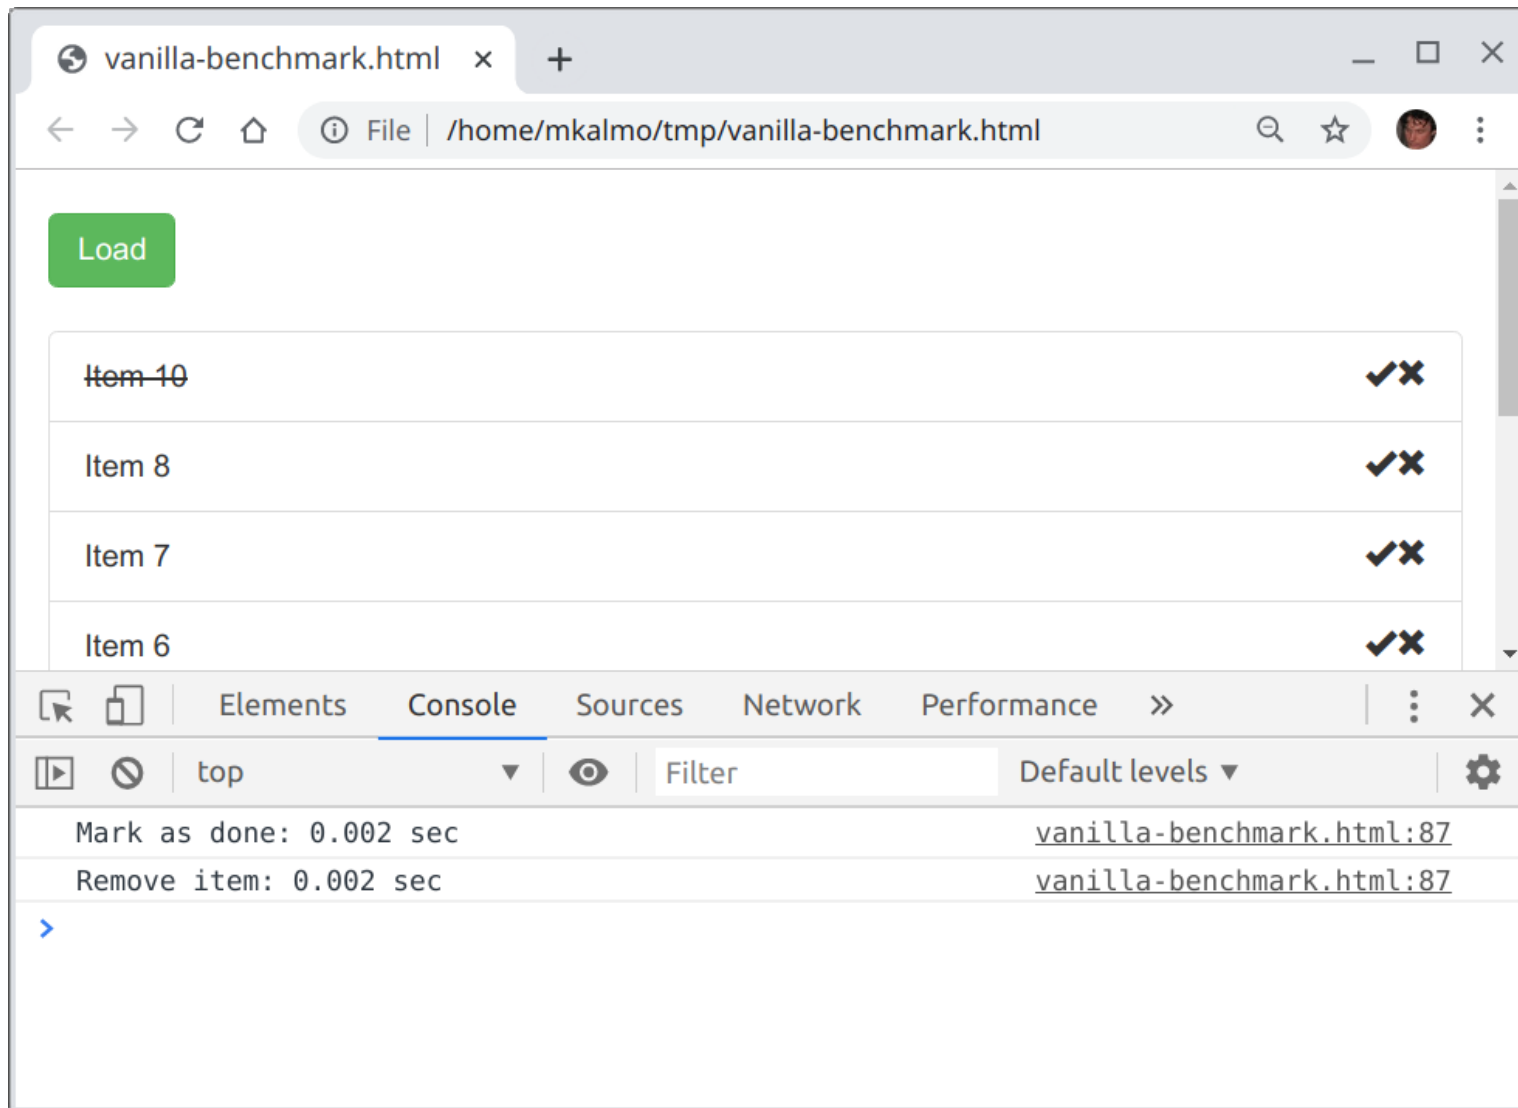 vanilla-benchmark.html
File /home/mkalmo/tmp/vanilla-benchmark.html
Load
Item 10
Item 8
Item 7
Item 6
Elements Console Sources Network Performance
top Filter Default levels
Mark as done: 0.002 sec vanilla-benchmark.html:87
Remove item: 0.002 sec vanilla-benchmark.html:87